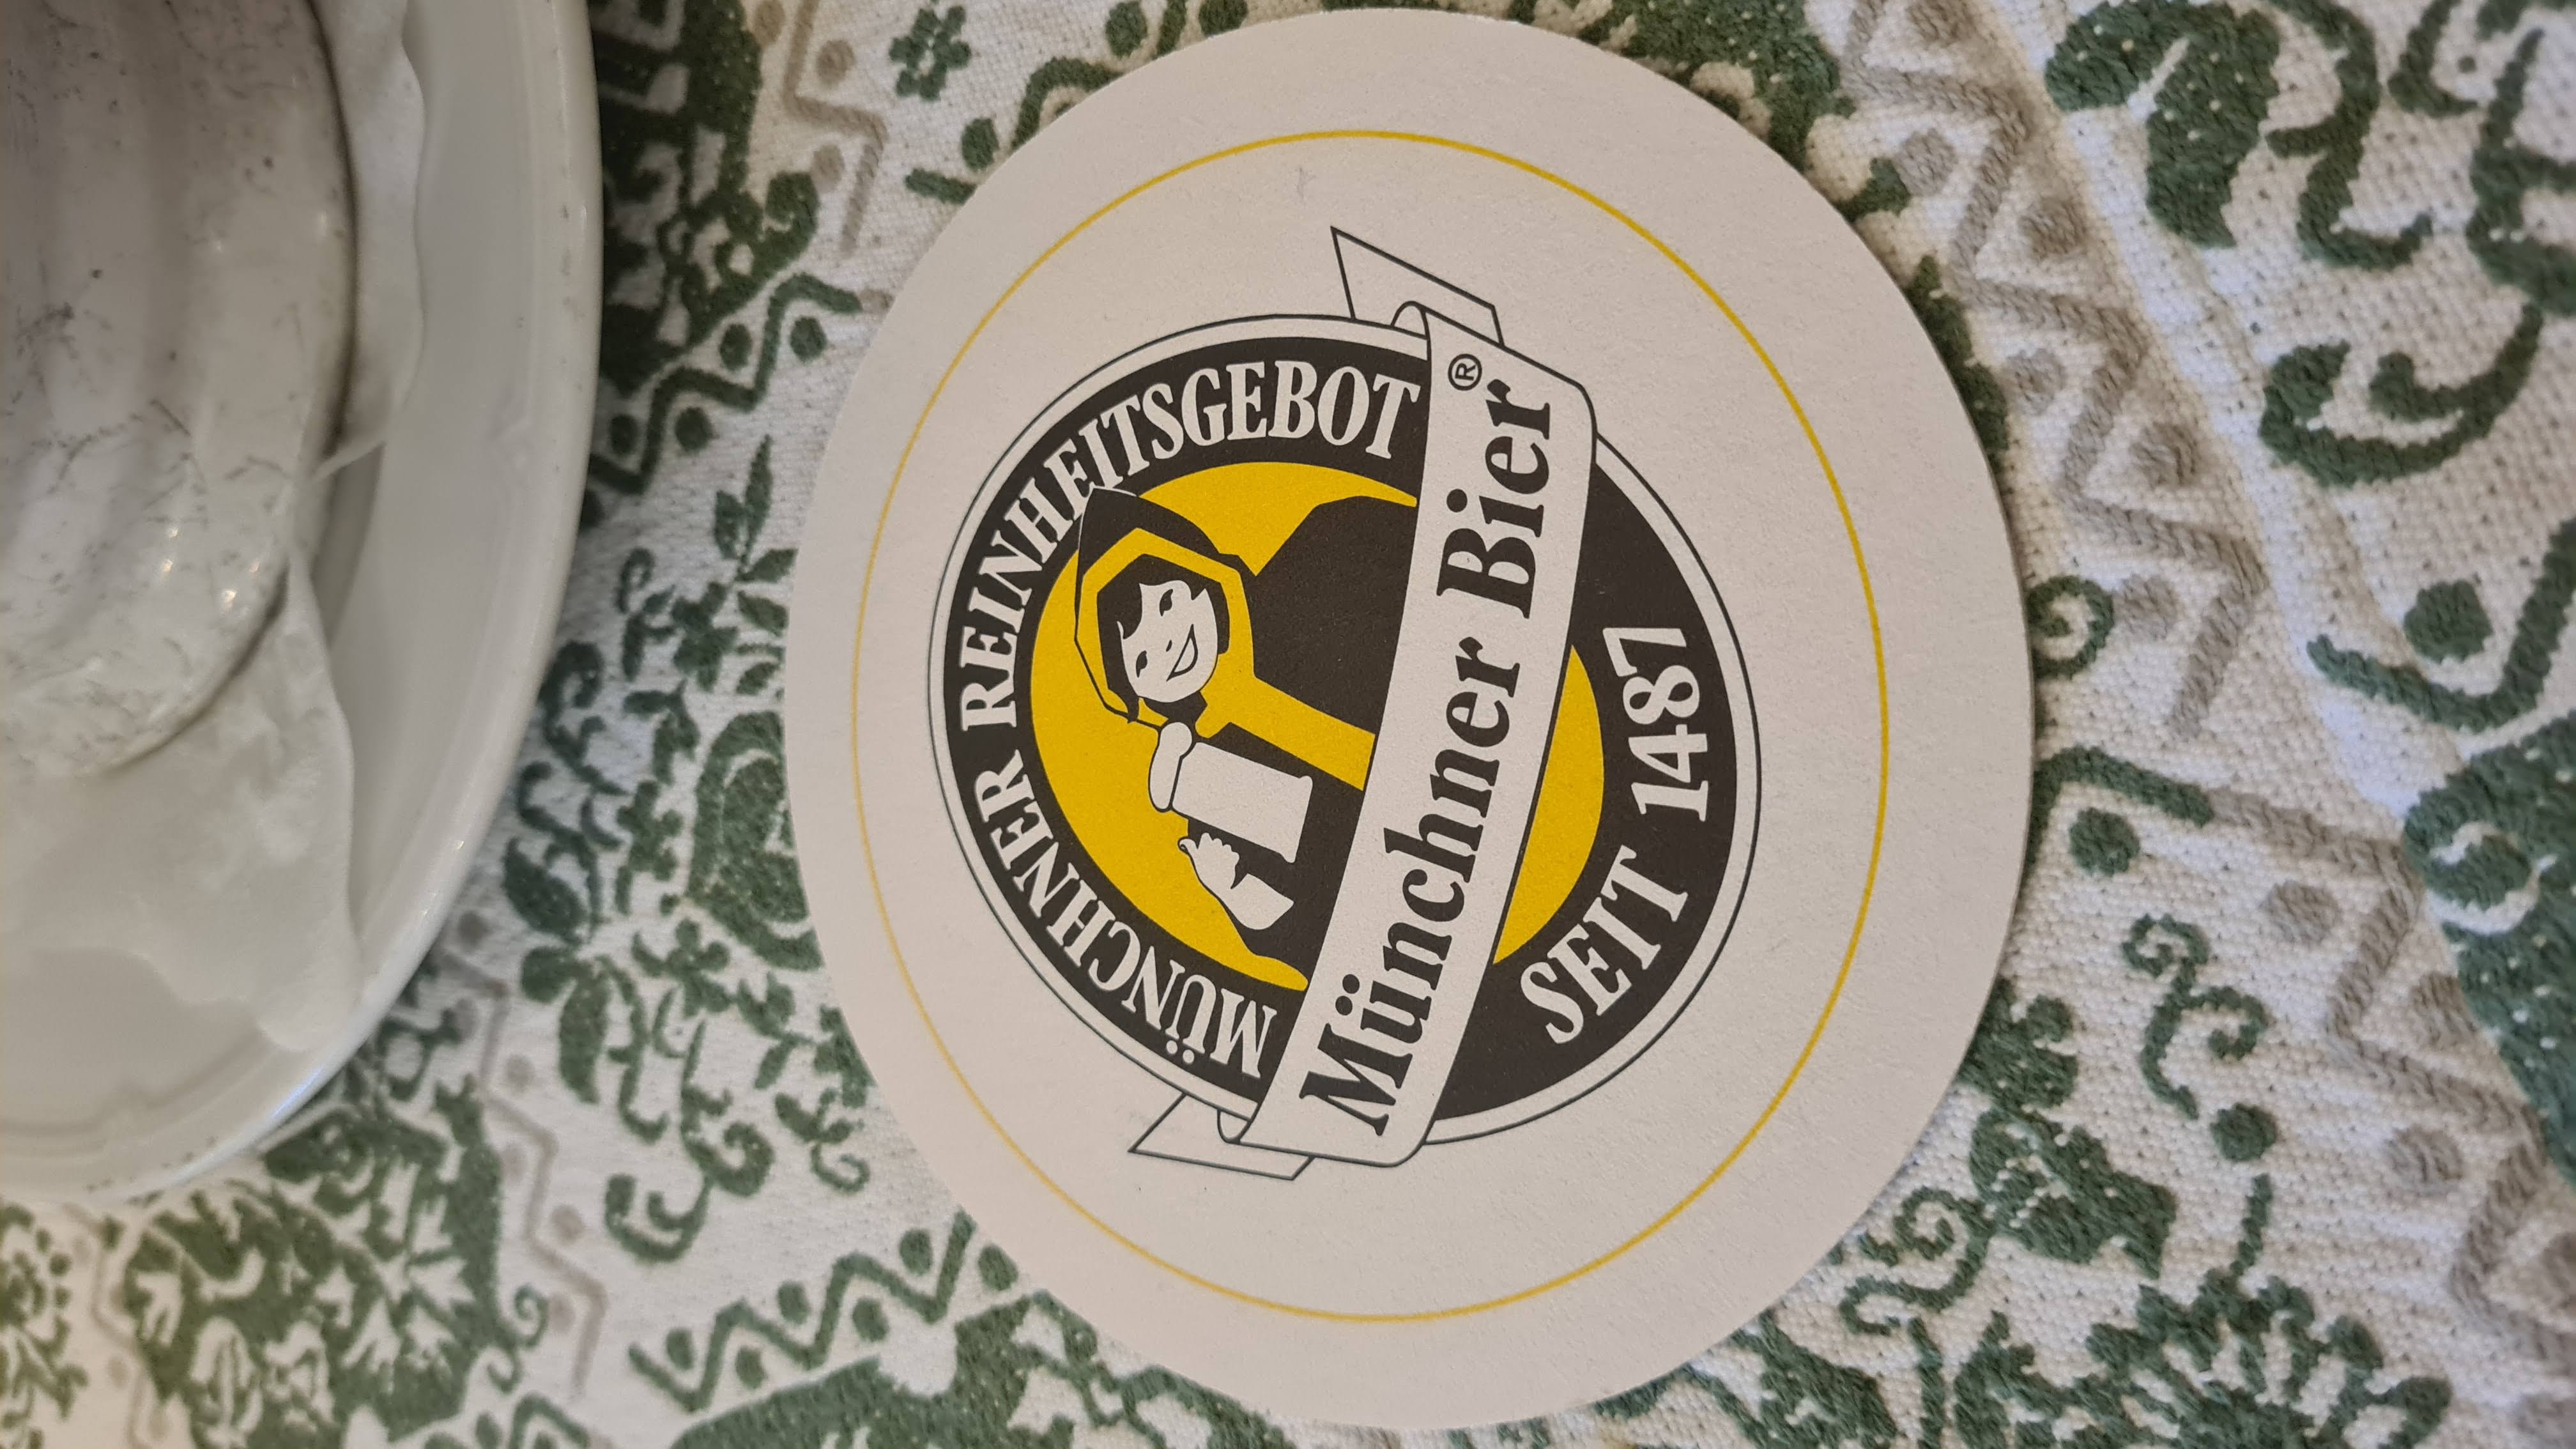 MÜNCHNER REINHEITSGEBOT
Münchner Bier®
SEIT 1487